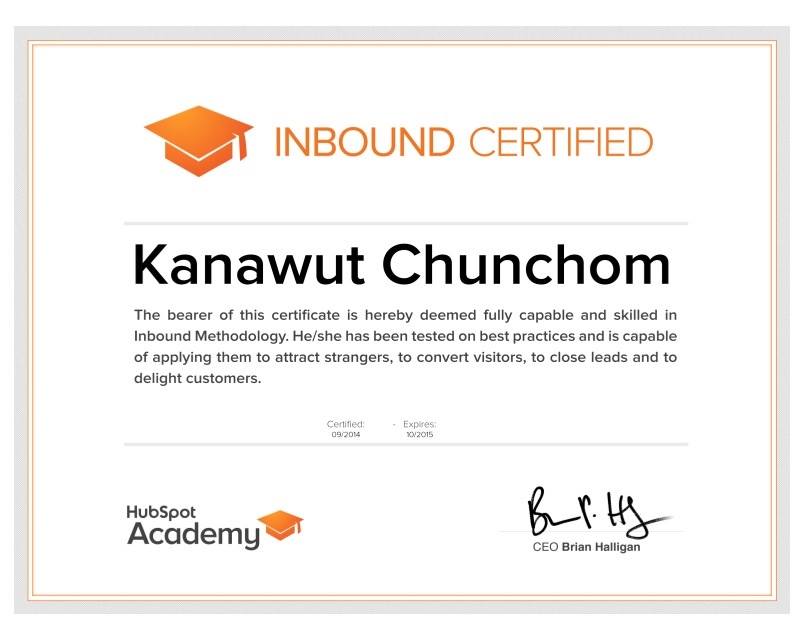 INBOUND CERTIFIED
Kanawut Chunchom
The bearer of this certificate is hereby deemed fully capable and skilled in
Inbound Methodology. He/she has been tested on best practices and is capable
of applying them to attract strangers, to convert visitors, to close leads and to
delight customers.
Certified: - Expires:
09/2014 10/2015
HubSpot
Academy
CEO Brian Halligan